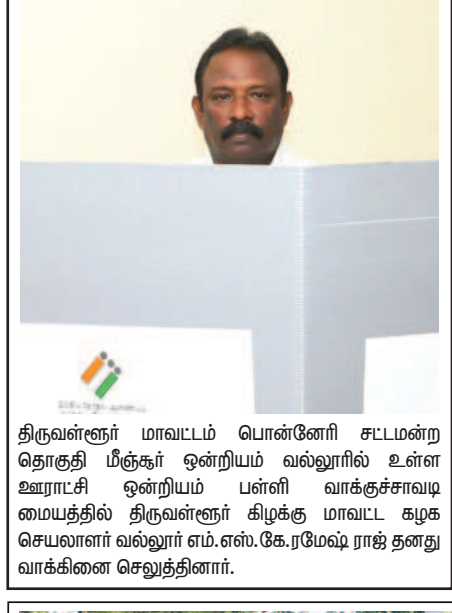 திருவள்ளூர் மாவட்டம் பொன்னேரி சட்டமன்ற
தொகுதி மீஞ்சூர் ஒன்றியம் வல்லூரில் உள்ள
ஊராட்சி ஒன்றியம் பள்ளி வாக்குச்சாவடி
மையத்தில் திருவள்ளூர் கிழக்கு மாவட்ட கழக
செயலாளர் வல்லூர் எம்.எஸ்.கே.ரமேஷ் ராஜ் தனது
வாக்கினை செலுத்தினார்.